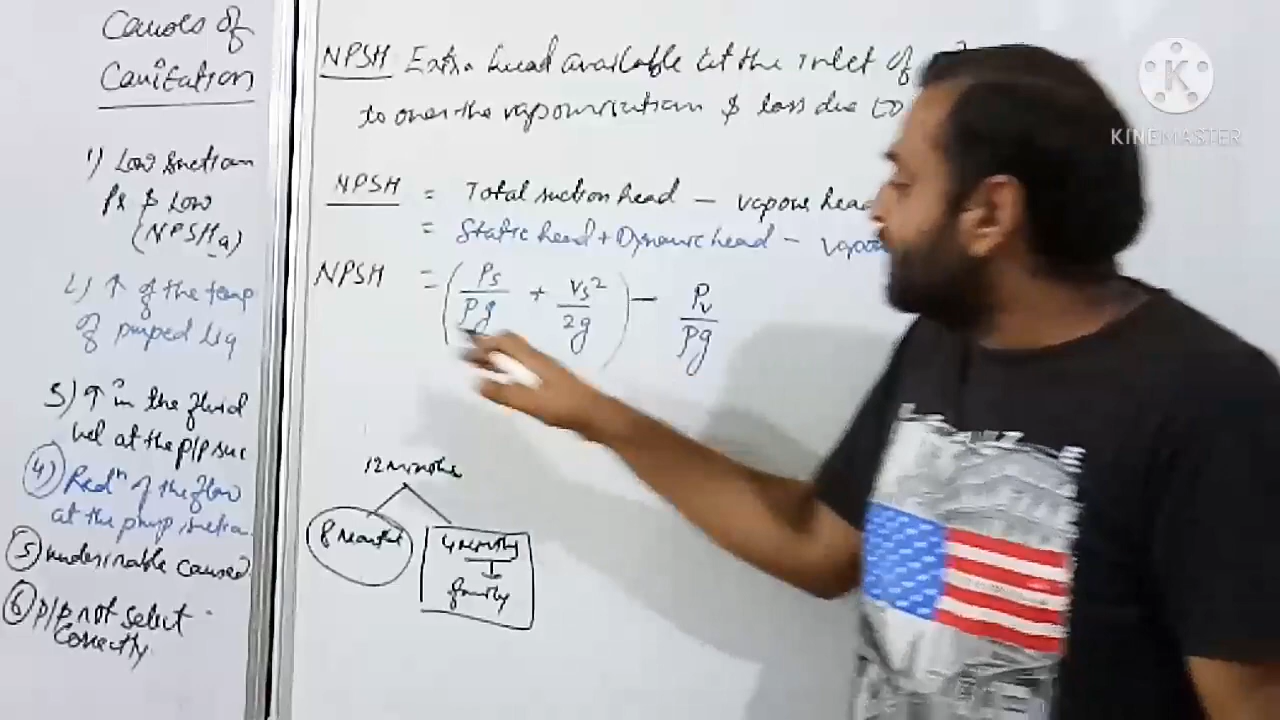 Causes of
Cavitation
1) Low suction
Pr & Low
(NPSHa)
2) ↑ of the temp
of pumped liq
3) ↑ in the fluid
vel at the p/p suc
4) Redⁿ of the flow
at the pump suction
5) undesirable caused
6) p/p not select
correctly
NPSH Extra head available at the inlet of
to over the vapourization & loss due to
NPSH = Total suction head - vapour head
= Static head + Dynamic head -
NPSH = (Ps/ρg + Vs²/2g) - Pv/ρg
12 months
8 months 4 months
family
K
KINEMASTER